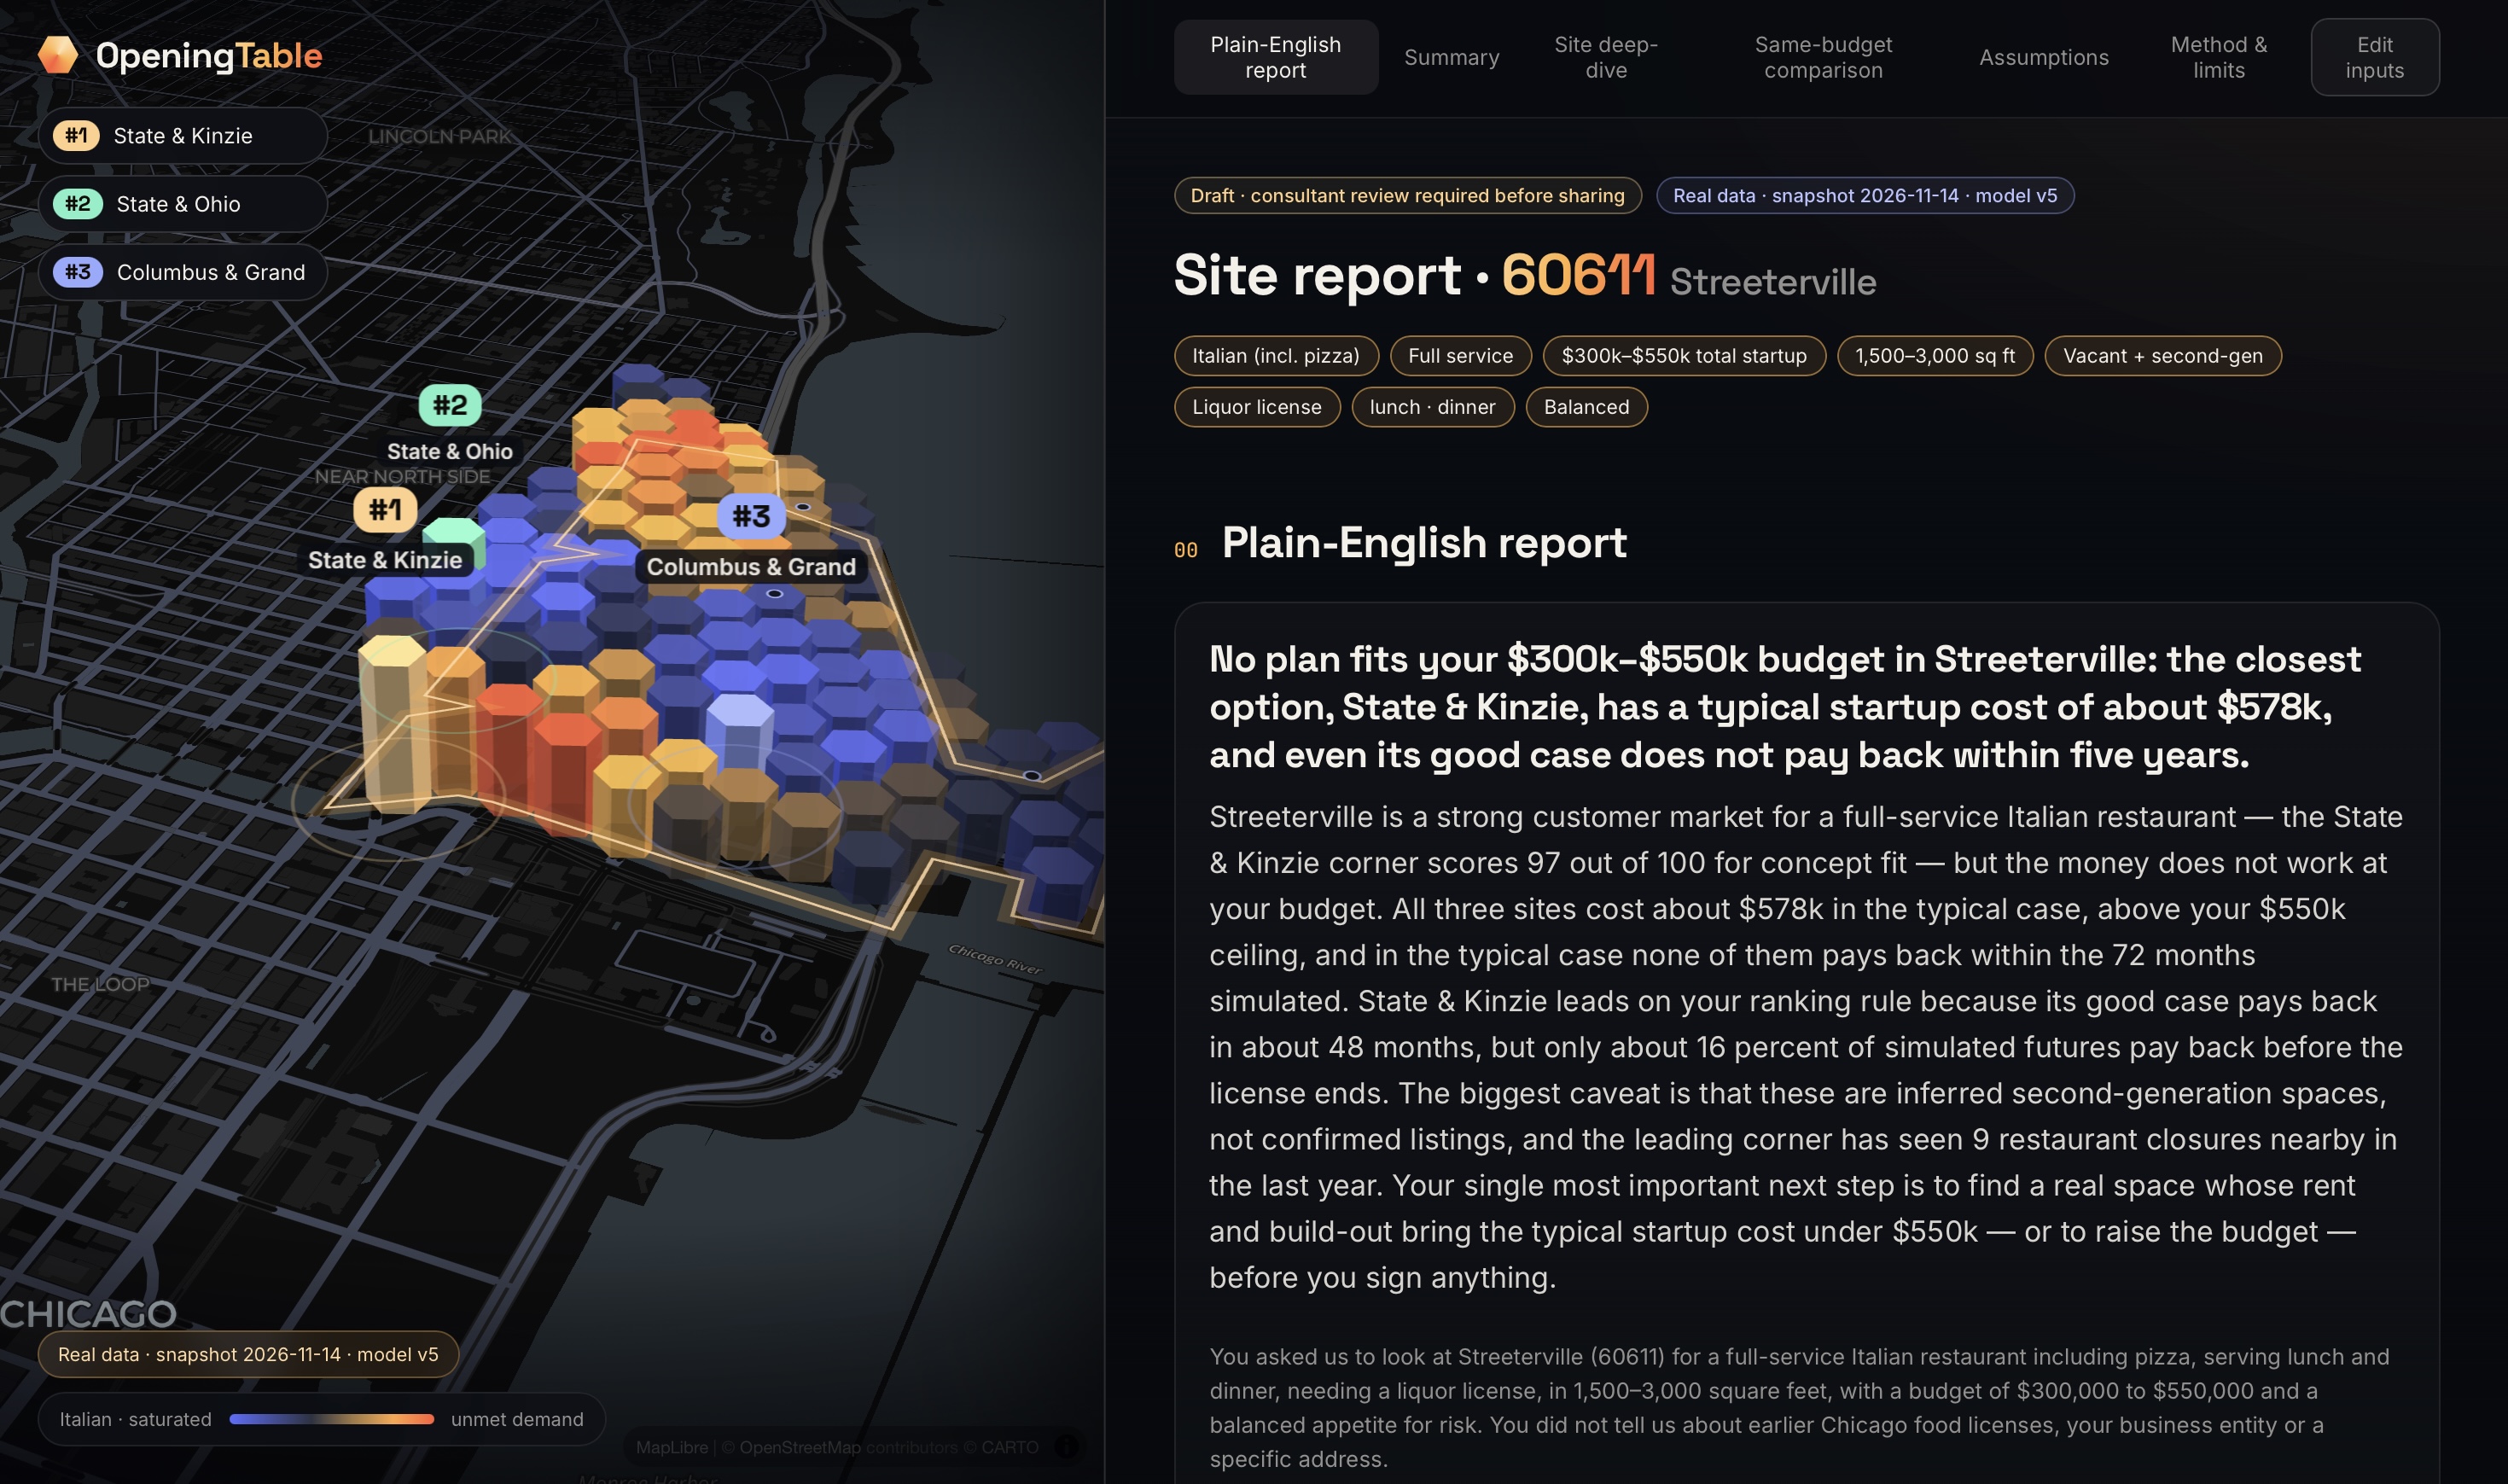 OpeningTable
#1 State & Kinzie
#2 State & Ohio
#3 Columbus & Grand
LINCOLN PARK
#2
State & Ohio
NEAR NORTH SIDE
#1
State & Kinzie
#3
Columbus & Grand
Chicago River
THE LOOP
CHICAGO
Real data · snapshot 2026-11-14 · model v5
Italian · saturated
unmet demand
MapLibre | © OpenStreetMap contributors © CARTO
Monroe Harbor
Plain-English
report
Summary
Site deep-
dive
Same-budget
comparison
Assumptions
Method &
limits
Edit
inputs
Draft · consultant review required before sharing
Real data · snapshot 2026-11-14 · model v5
Site report · 60611 Streeterville
Italian (incl. pizza)
Full service
$300k–$550k total startup
1,500–3,000 sq ft
Vacant + second-gen
Liquor license
lunch · dinner
Balanced
00 Plain-English report
No plan fits your $300k–$550k budget in Streeterville: the closest
option, State & Kinzie, has a typical startup cost of about $578k,
and even its good case does not pay back within five years.
Streeterville is a strong customer market for a full-service Italian restaurant — the State
& Kinzie corner scores 97 out of 100 for concept fit — but the money does not work at
your budget. All three sites cost about $578k in the typical case, above your $550k
ceiling, and in the typical case none of them pays back within the 72 months
simulated. State & Kinzie leads on your ranking rule because its good case pays back
in about 48 months, but only about 16 percent of simulated futures pay back before the
license ends. The biggest caveat is that these are inferred second-generation spaces,
not confirmed listings, and the leading corner has seen 9 restaurant closures nearby in
the last year. Your single most important next step is to find a real space whose rent
and build-out bring the typical startup cost under $550k — or to raise the budget —
before you sign anything.
You asked us to look at Streeterville (60611) for a full-service Italian restaurant including pizza, serving lunch and
dinner, needing a liquor license, in 1,500–3,000 square feet, with a budget of $300,000 to $550,000 and a
balanced appetite for risk. You did not tell us about earlier Chicago food licenses, your business entity or a
specific address.